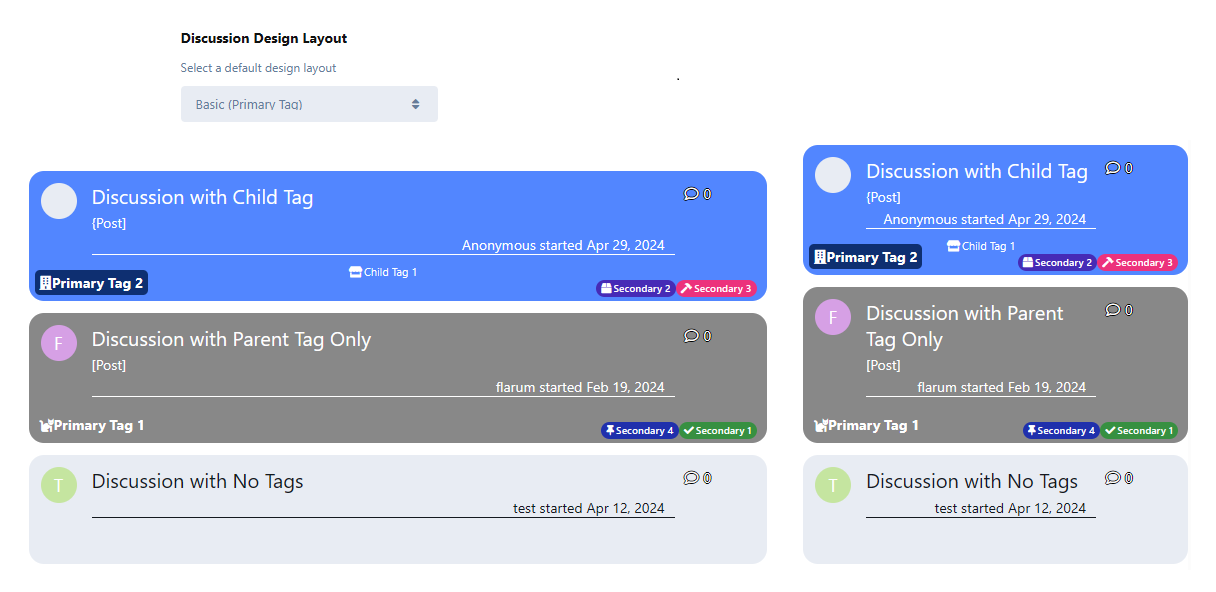 Discussion Design Layout
Select a default design layout
Basic (Primary Tag)
.
Discussion with Child Tag
0
{Post]
Anonymous started Apr 29, 2024
Child Tag 1
Primary Tag 2
Secondary 2
Secondary 3
F
Discussion with Parent Tag Only
0
[Post]
flarum started Feb 19, 2024
Primary Tag 1
Secondary 4
Secondary 1
T
Discussion with No Tags
0
test started Apr 12, 2024
Discussion with Child Tag
0
{Post]
Anonymous started Apr 29, 2024
Child Tag 1
Primary Tag 2
Secondary 2
Secondary 3
F
Discussion with Parent
Tag Only
0
[Post]
flarum started Feb 19, 2024
Primary Tag 1
Secondary 4
Secondary 1
T
Discussion with No Tags
0
test started Apr 12, 2024